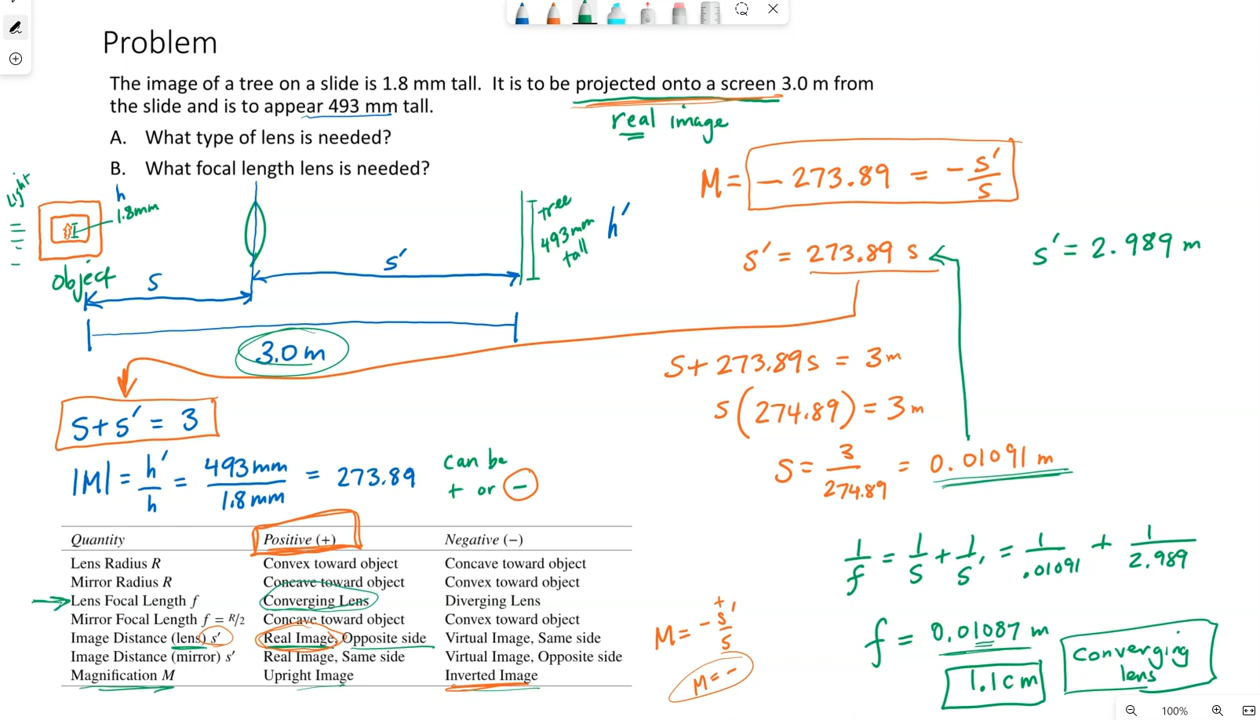 Problem
The image of a tree on a slide is 1.8 mm tall. It is to be projected onto a screen 3.0 m from
the slide and is to appear 493 mm tall.
real image
A. What type of lens is needed?
B. What focal length lens is needed?
Light
h
1.8mm
object
s
s'
tree
493mm
tall
h'
3.0 m
S + s' = 3
|M| = h'/h = 493 mm/1.8 mm = 273.89
can be
+ or -
M = - 273.89 = - s'/s
s' = 273.89 s
s' = 2.989 m
S + 273.89s = 3m
s(274.89) = 3m
S = 3/274.89 = 0.01091 m
Quantity Positive (+) Negative (−)
Lens Radius R Convex toward object Concave toward object
Mirror Radius R Concave toward object Convex toward object
Lens Focal Length f Converging Lens Diverging Lens
Mirror Focal Length f = R/2 Concave toward object Convex toward object
Image Distance (lens) s' Real Image, Opposite side Virtual Image, Same side
Image Distance (mirror) s' Real Image, Same side Virtual Image, Opposite side
Magnification M Upright Image Inverted Image
+
M = - s'/s
M = -
1/f = 1/s + 1/s' = 1/.01091 + 1/2.989
f = 0.01087 m
1.1 cm
Converging
lens
100%